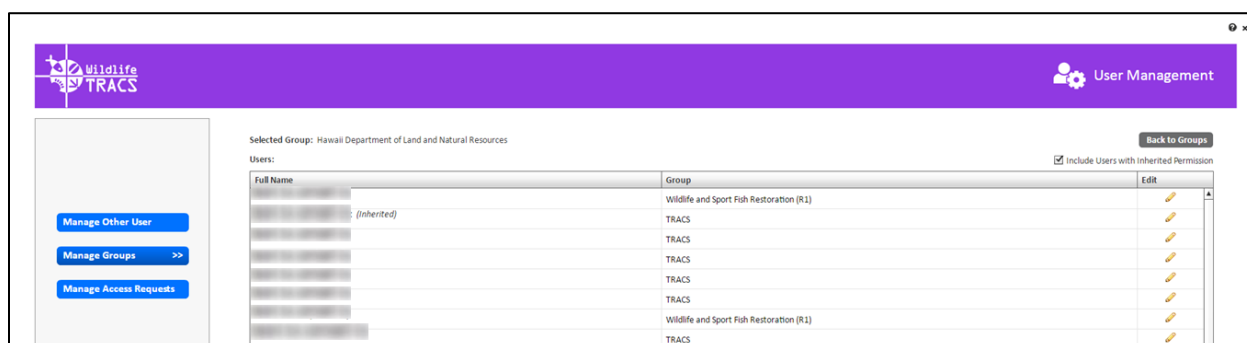 Wildlife
TRACS
User Management
Selected Group: Hawaii Department of Land and Natural Resources
Back to Groups
Users:
Include Users with Inherited Permission
Full Name Group Edit
Wildlife and Sport Fish Restoration (R1)
(Inherited) TRACS
TRACS
TRACS
TRACS
TRACS
Wildlife and Sport Fish Restoration (R1)
TRACS
Manage Other User
Manage Groups >>
Manage Access Requests